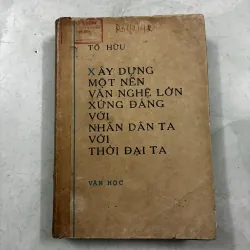 TỐ HỮU
XÂY DỰNG
MỘT NỀN
VĂN NGHỆ LỚN
XỨNG ĐÁNG
VỚI
NHÂN DÂN TA
VỚI
THỜI ĐẠI TA
VĂN HỌC